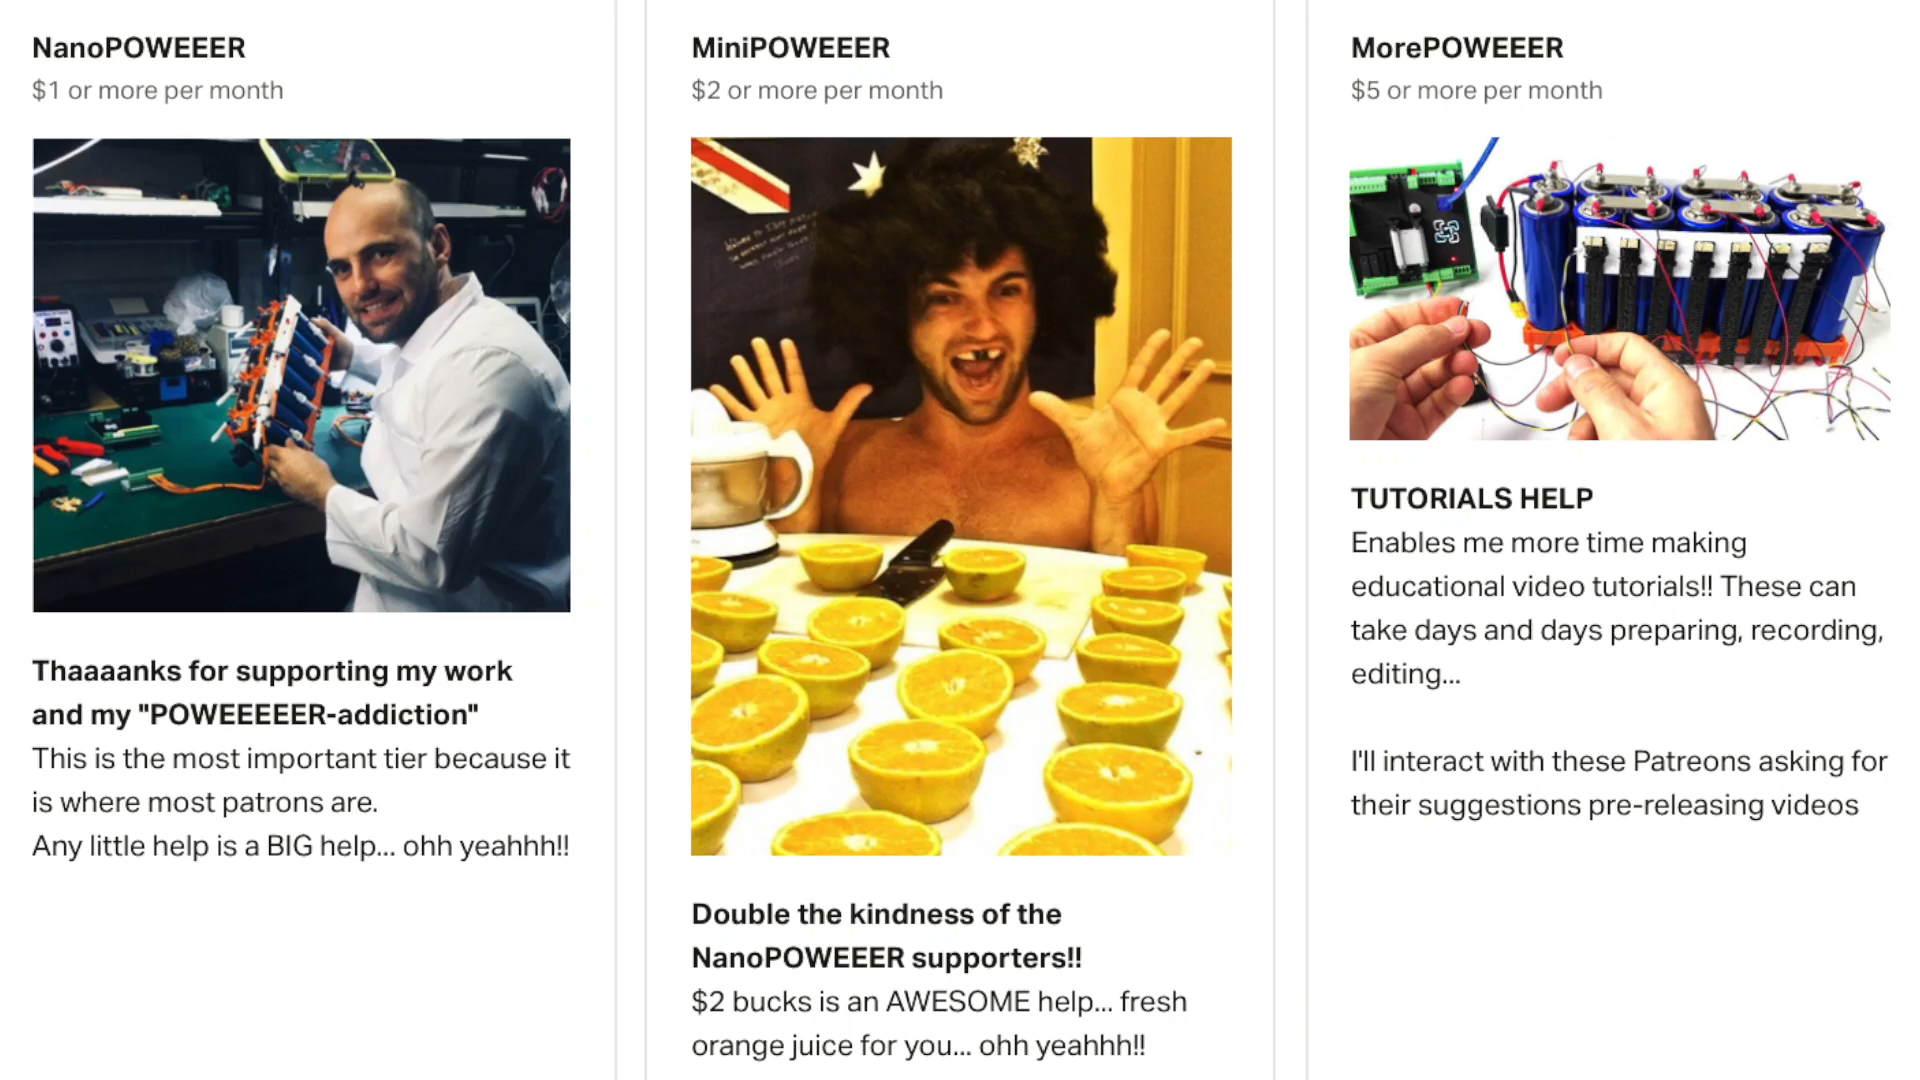 NanoPOWEEER
$1 or more per month
Thaaaanks for supporting my work
and my "POWEEEEER-addiction"
This is the most important tier because it
is where most patrons are.
Any little help is a BIG help... ohh yeahhh!!
MiniPOWEEER
$2 or more per month
Double the kindness of the
NanoPOWEEER supporters!!
$2 bucks is an AWESOME help... fresh
orange juice for you... ohh yeahhh!!
MorePOWEEER
$5 or more per month
TUTORIALS HELP
Enables me more time making
educational video tutorials!! These can
take days and days preparing, recording,
editing...
I'll interact with these Patreons asking for
their suggestions pre-releasing videos